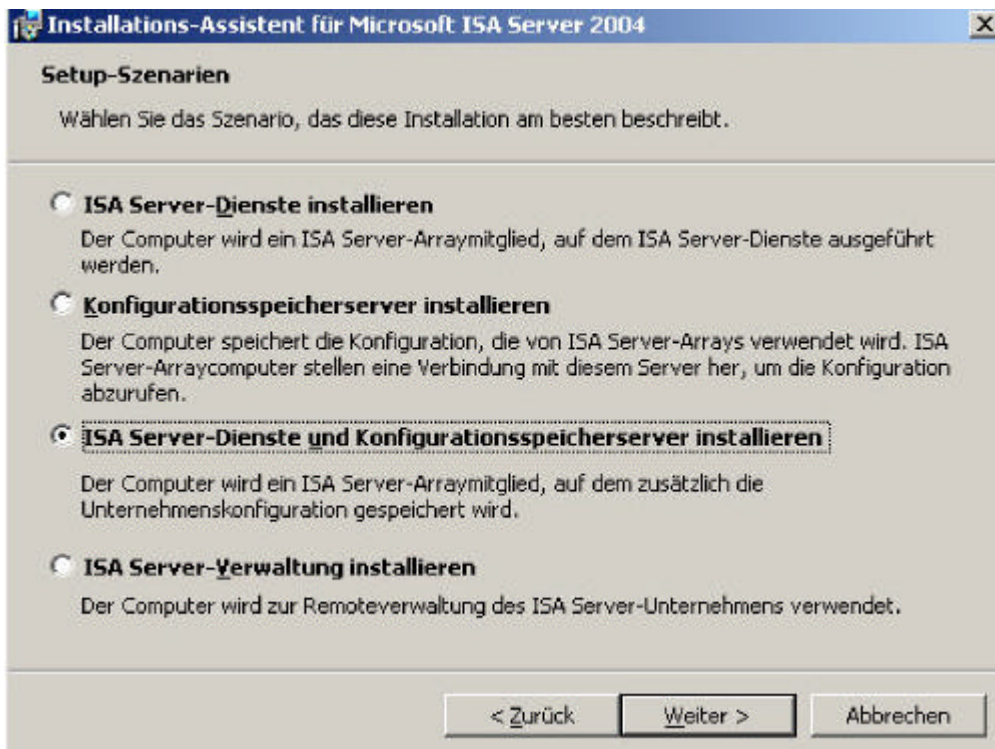 Installations-Assistent für Microsoft ISA Server 2004
Setup-Szenarien
Wählen Sie das Szenario, das diese Installation am besten beschreibt.
ISA Server-Dienste installieren
Der Computer wird ein ISA Server-Arraymitglied, auf dem ISA Server-Dienste ausgeführt
werden.
Konfigurationsspeicherserver installieren
Der Computer speichert die Konfiguration, die von ISA Server-Arrays verwendet wird. ISA
Server-Arraycomputer stellen eine Verbindung mit diesem Server her, um die Konfiguration
abzurufen.
ISA Server-Dienste und Konfigurationsspeicherserver installieren
Der Computer wird ein ISA Server-Arraymitglied, auf dem zusätzlich die
Unternehmenskonfiguration gespeichert wird.
ISA Server-Verwaltung installieren
Der Computer wird zur Remoteverwaltung des ISA Server-Unternehmens verwendet.
< Zurück Weiter > Abbrechen